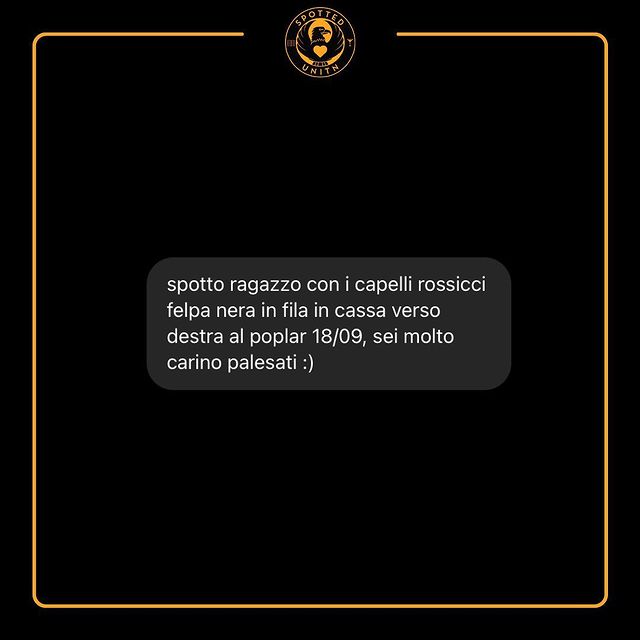 SPOTTED
UNITN
spotto ragazzo con i capelli rossicci
felpa nera in fila in cassa verso
destra al poplar 18/09, sei molto
carino palesati :)